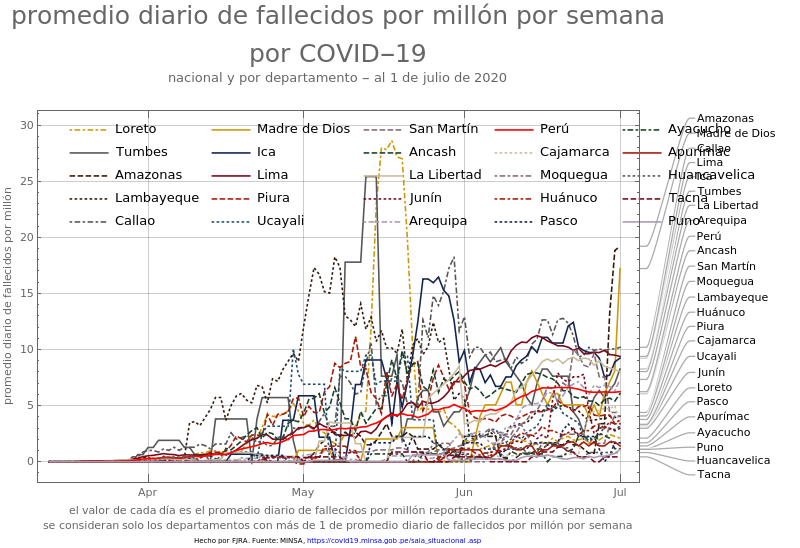 promedio diario de fallecidos por millón por semana
por COVID−19
nacional y por departamento − al 1 de julio de 2020
promedio diario de fallecidos por millón
30
25
20
15
10
5
0
Apr May Jun Jul
Loreto Madre de Dios San Martín Perú Ayacucho
Tumbes Ica Ancash Cajamarca Apurímac
Amazonas Lima La Libertad Moquegua Huancavelica
Lambayeque Piura Junín Huánuco Tacna
Callao Ucayali Arequipa Pasco Puno
Amazonas
Madre de Dios
Callao
Lima
Ica
Tumbes
La Libertad
Arequipa
Perú
Ancash
San Martín
Moquegua
Lambayeque
Huánuco
Piura
Cajamarca
Ucayali
Junín
Loreto
Pasco
Apurímac
Ayacucho
Puno
Huancavelica
Tacna
el valor de cada día es el promedio diario de fallecidos por millón reportados durante una semana
se consideran solo los departamentos con más de 1 de promedio diario de fallecidos por millón por semana
Hecho por FJRA. Fuente: MINSA, https://covid19.minsa.gob.pe/sala_situacional .asp